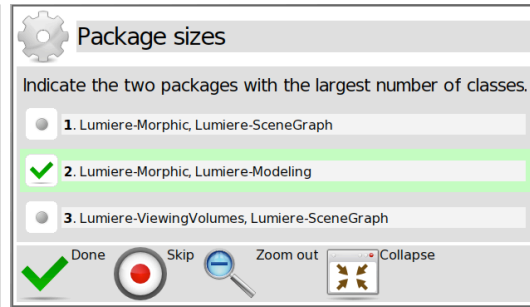 Package sizes
Indicate the two packages with the largest number of classes.
1. Lumiere-Morphic, Lumiere-SceneGraph
2. Lumiere-Morphic, Lumiere-Modeling
3. Lumiere-ViewingVolumes, Lumiere-SceneGraph
Done Skip Zoom out Collapse